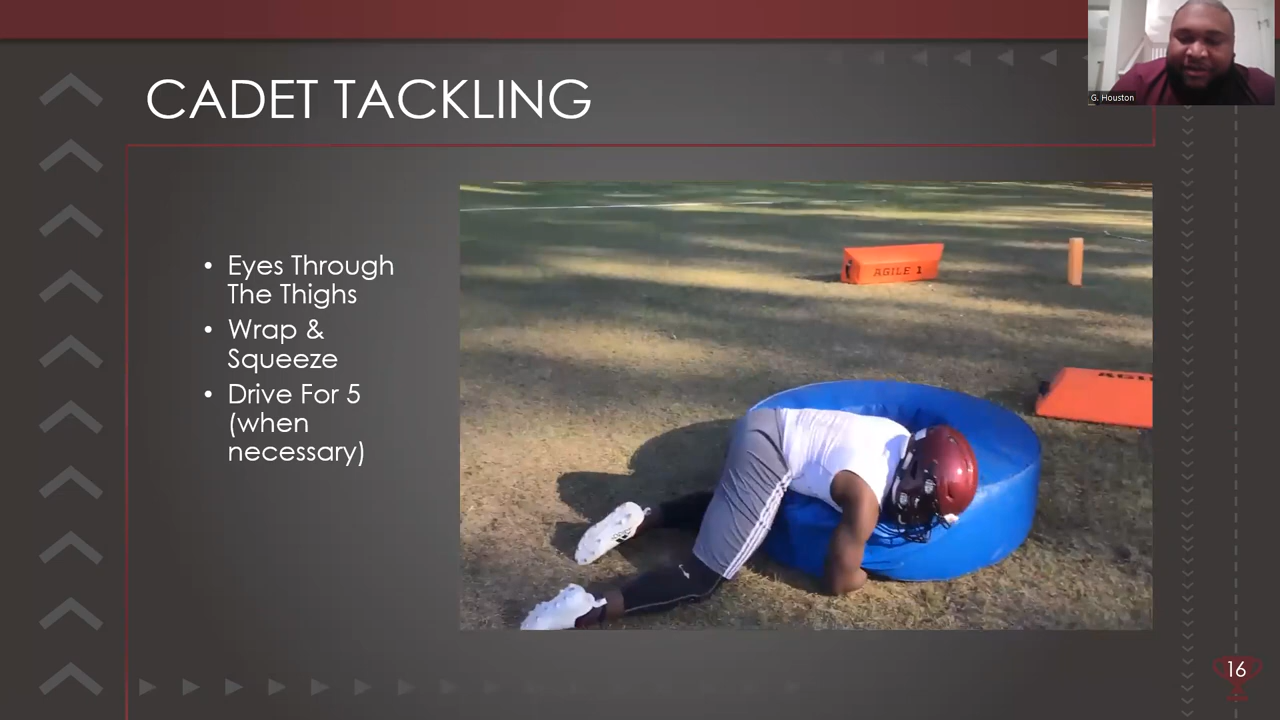 G. Houston
CADET TACKLING
• Eyes Through
The Thighs
• Wrap &
Squeeze
• Drive For 5
(when
necessary)
AGILE 1
16